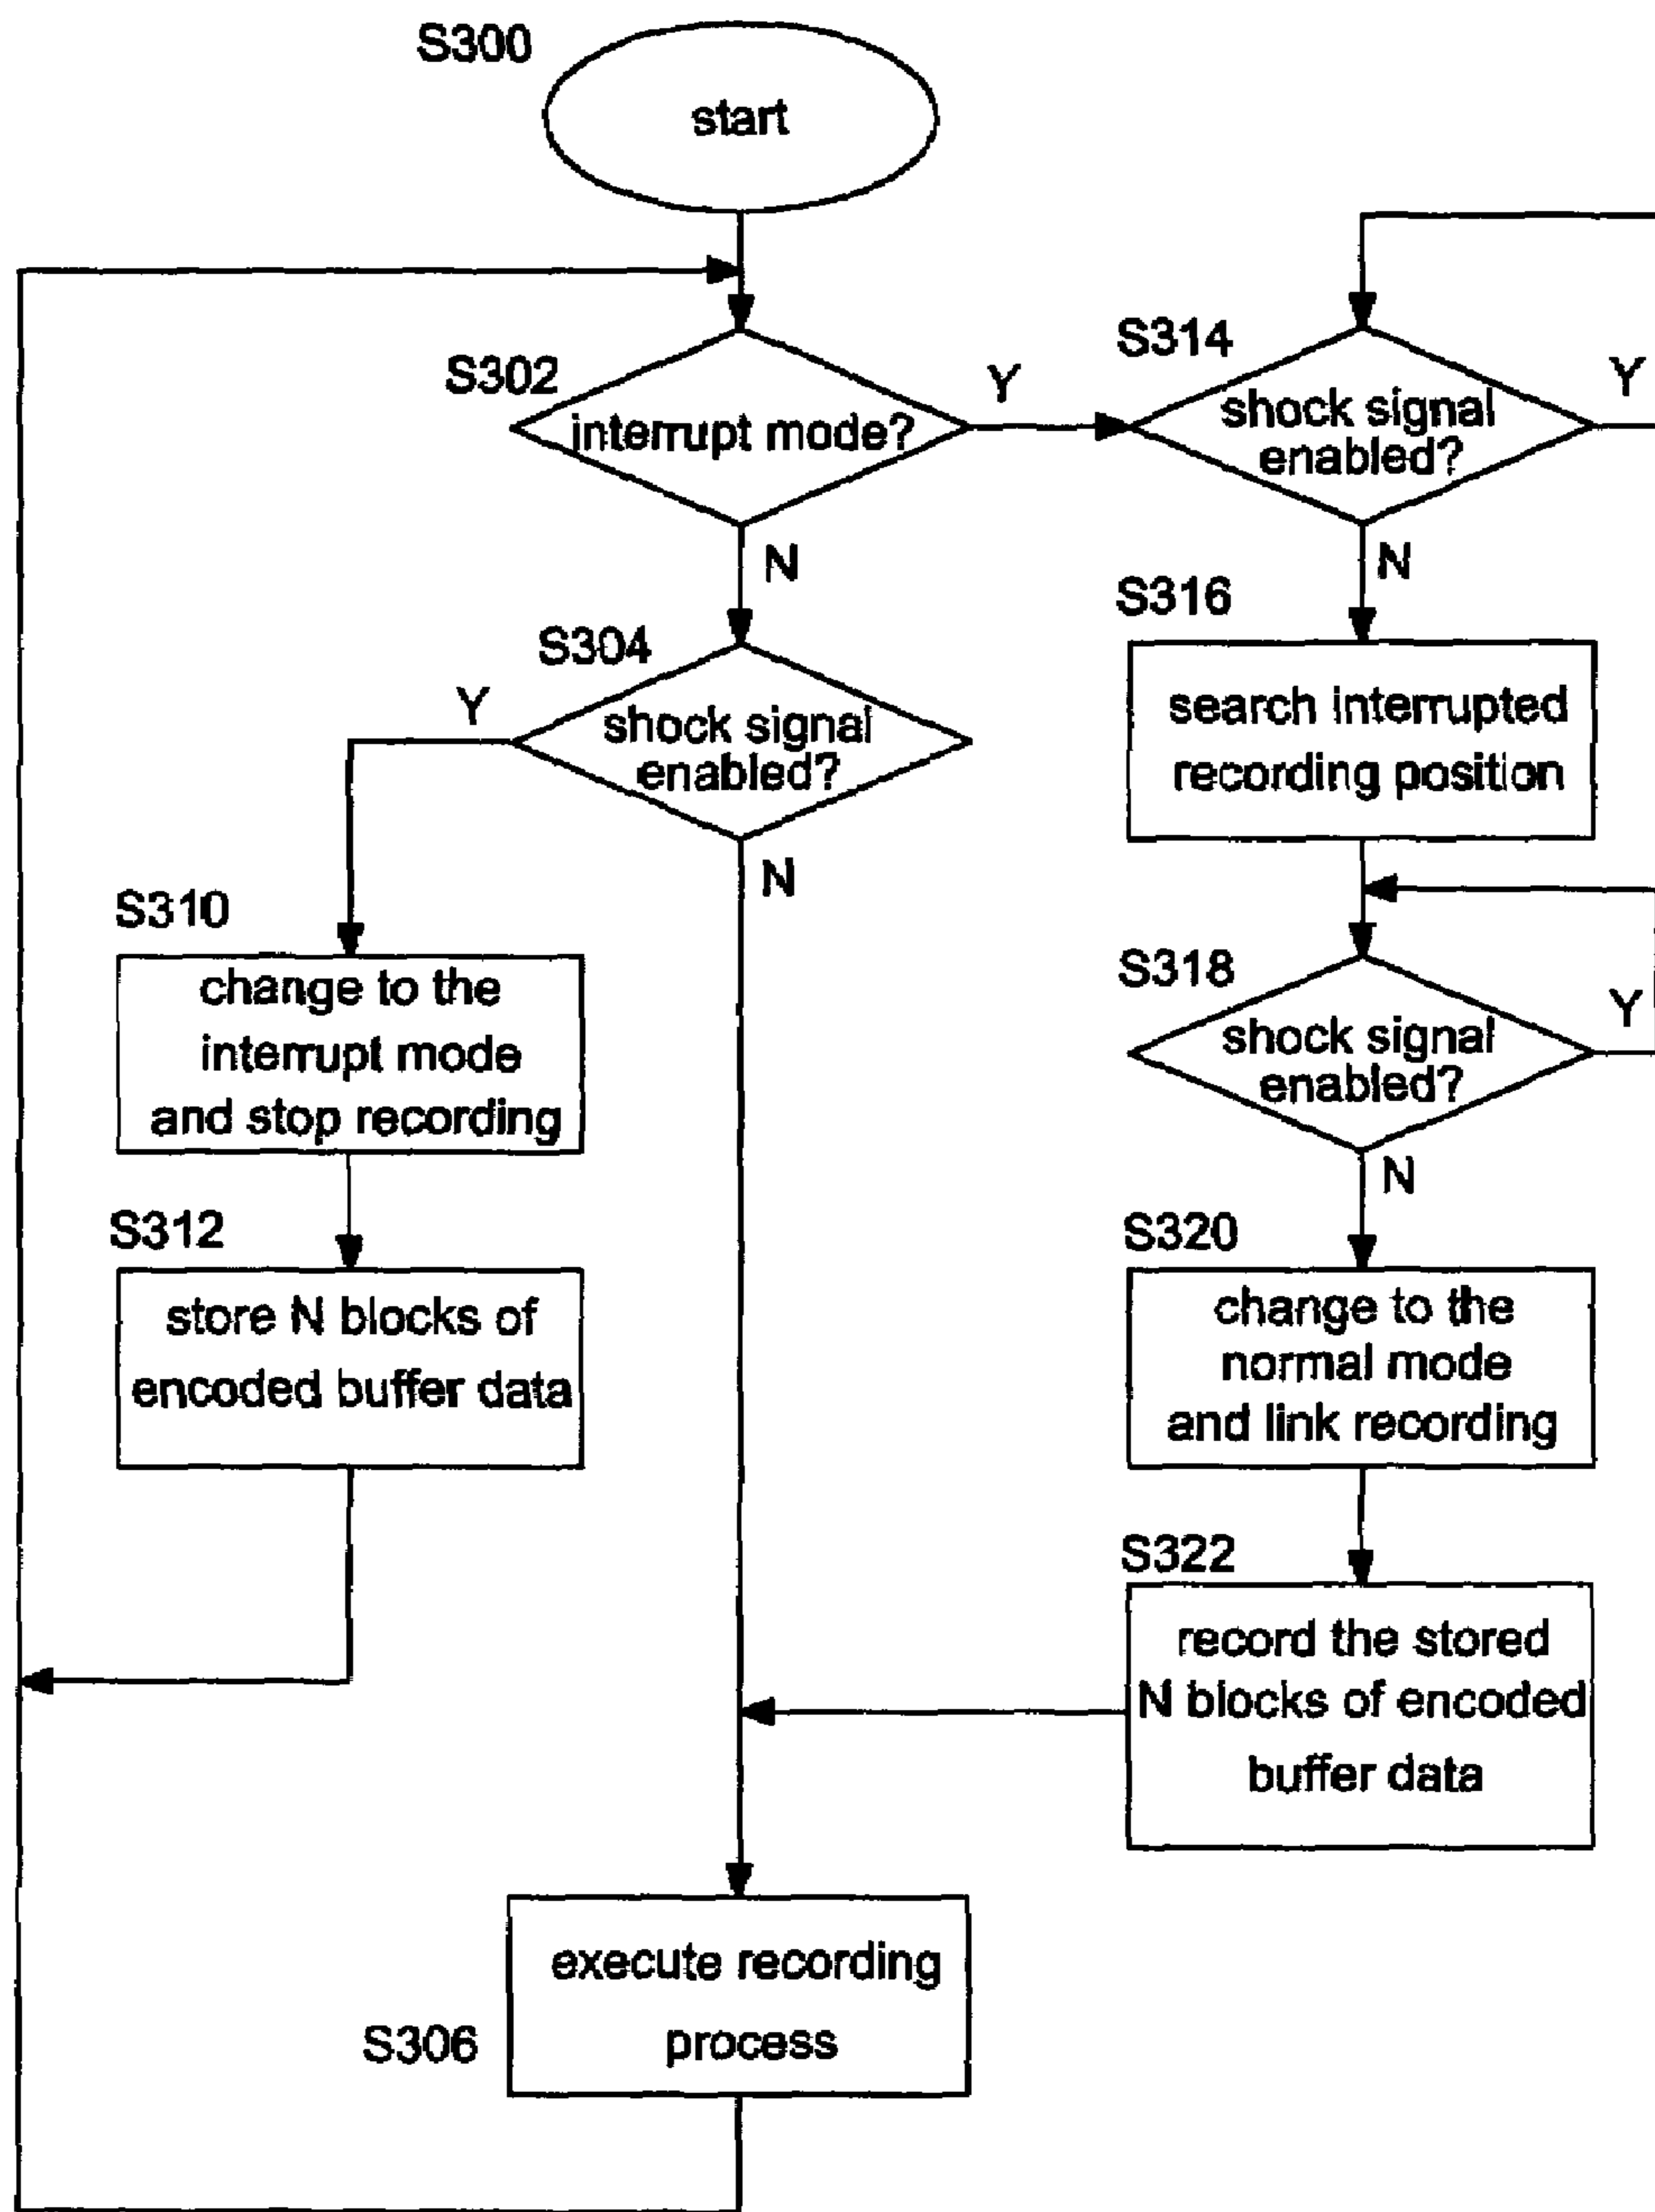 S300
start
S302
interrupt mode?
Y
N
S304
shock signal
enabled?
Y
N
S310
change to the
interrupt mode
and stop recording
S312
store N blocks of
encoded buffer data
S314
shock signal
enabled?
Y
N
S316
search interrupted
recording position
S318
shock signal
enabled?
Y
N
S320
change to the
normal mode
and link recording
S322
record the stored
N blocks of encoded
buffer data
execute recording
process
S306